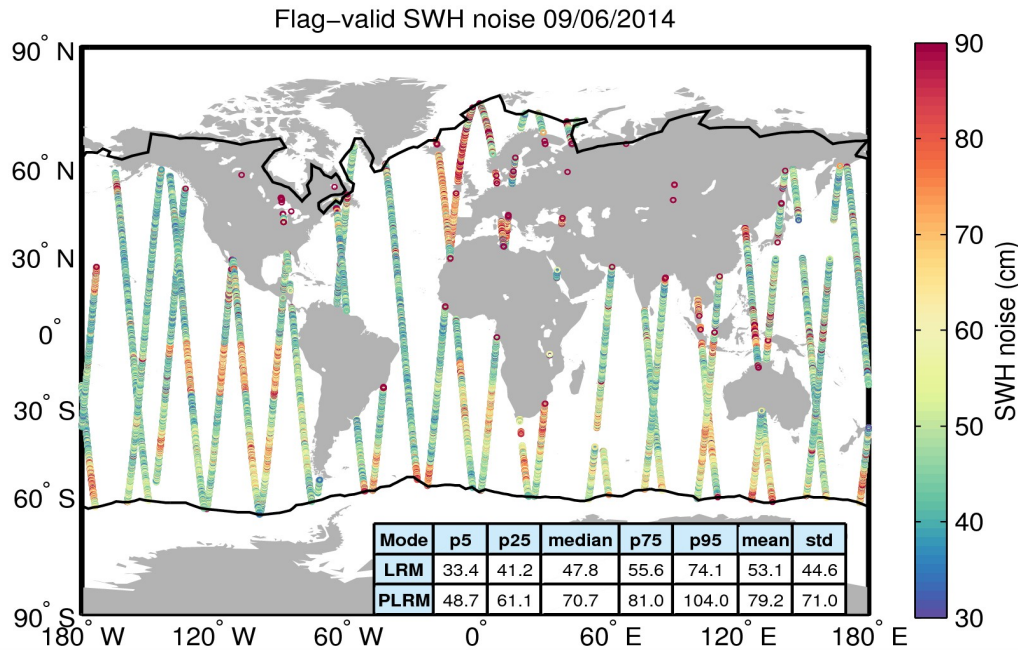 Flag−valid SWH noise 09/06/2014
90° N
60° N
30° N
0°
30° S
60° S
90° S
180° W
120° W
60° W
0°
60° E
120° E
180° E
90
80
70
60
50
40
30
SWH noise (cm)
Mode p5 p25 median p75 p95 mean std
LRM 33.4 41.2 47.8 55.6 74.1 53.1 44.6
PLRM 48.7 61.1 70.7 81.0 104.0 79.2 71.0